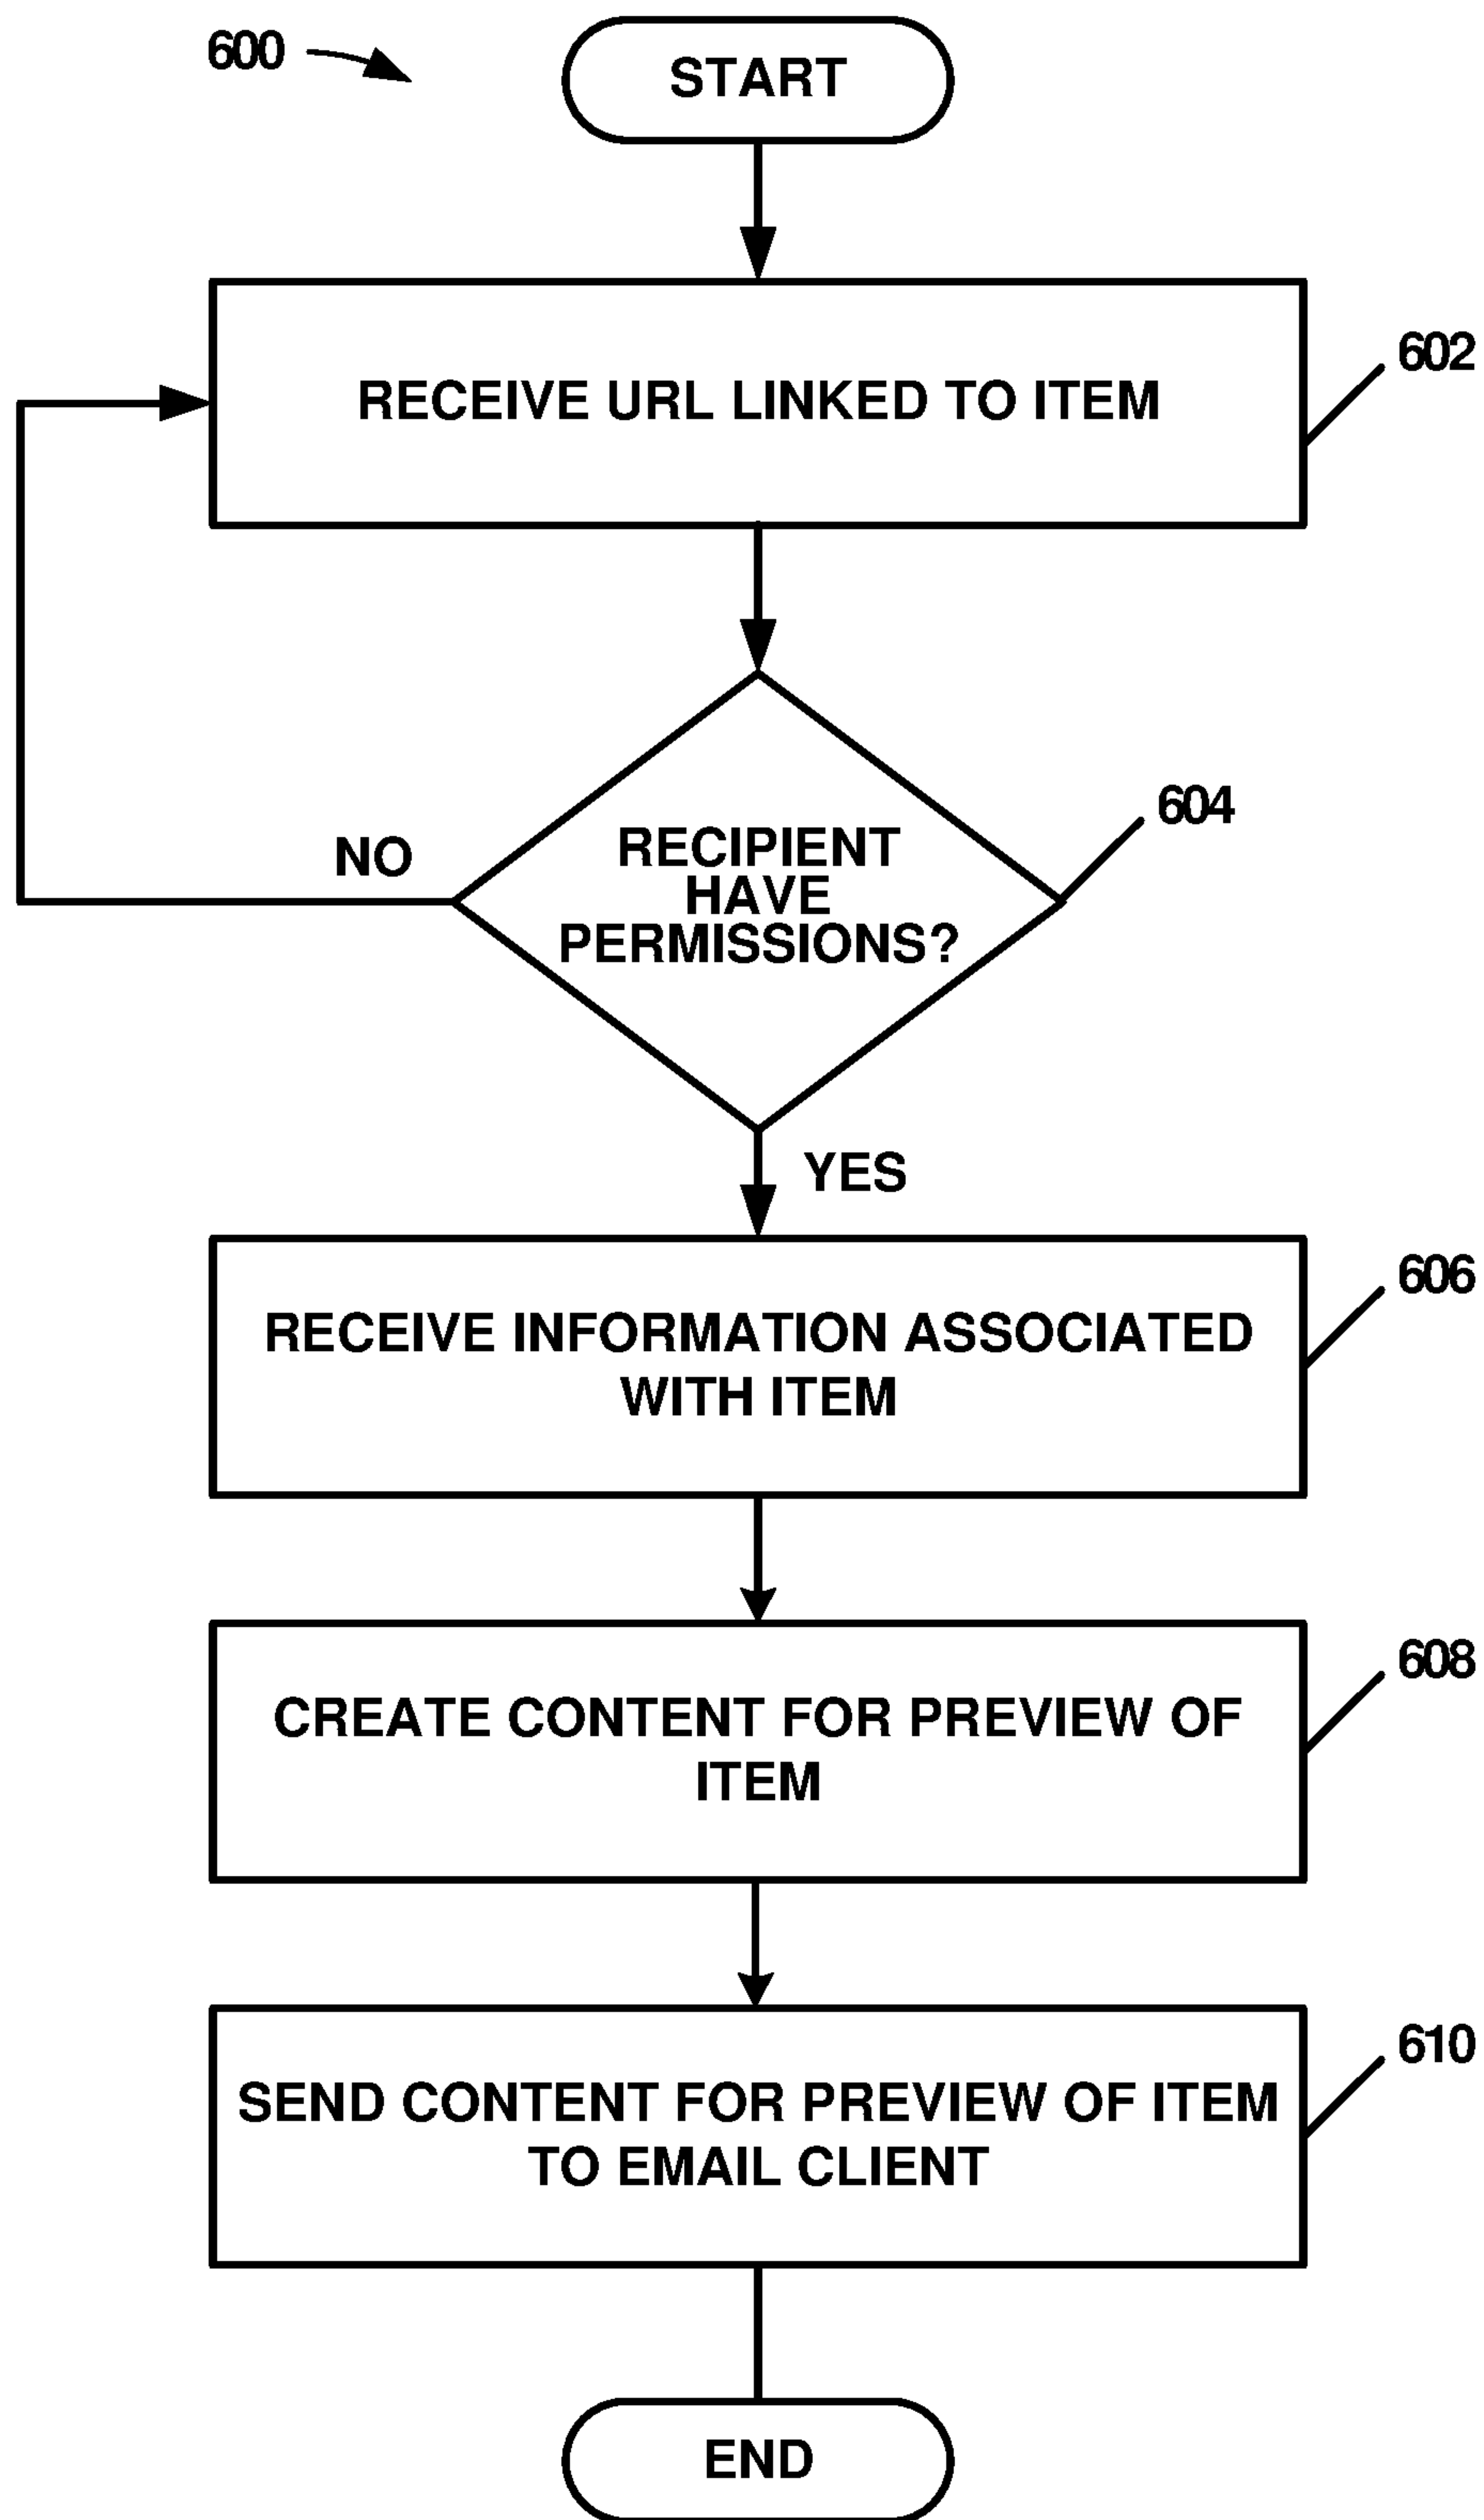 600
START
RECEIVE URL LINKED TO ITEM
602
604
RECIPIENT
HAVE
PERMISSIONS?
NO
YES
606
RECEIVE INFORMATION ASSOCIATED
WITH ITEM
608
CREATE CONTENT FOR PREVIEW OF
ITEM
610
SEND CONTENT FOR PREVIEW OF ITEM
TO EMAIL CLIENT
END